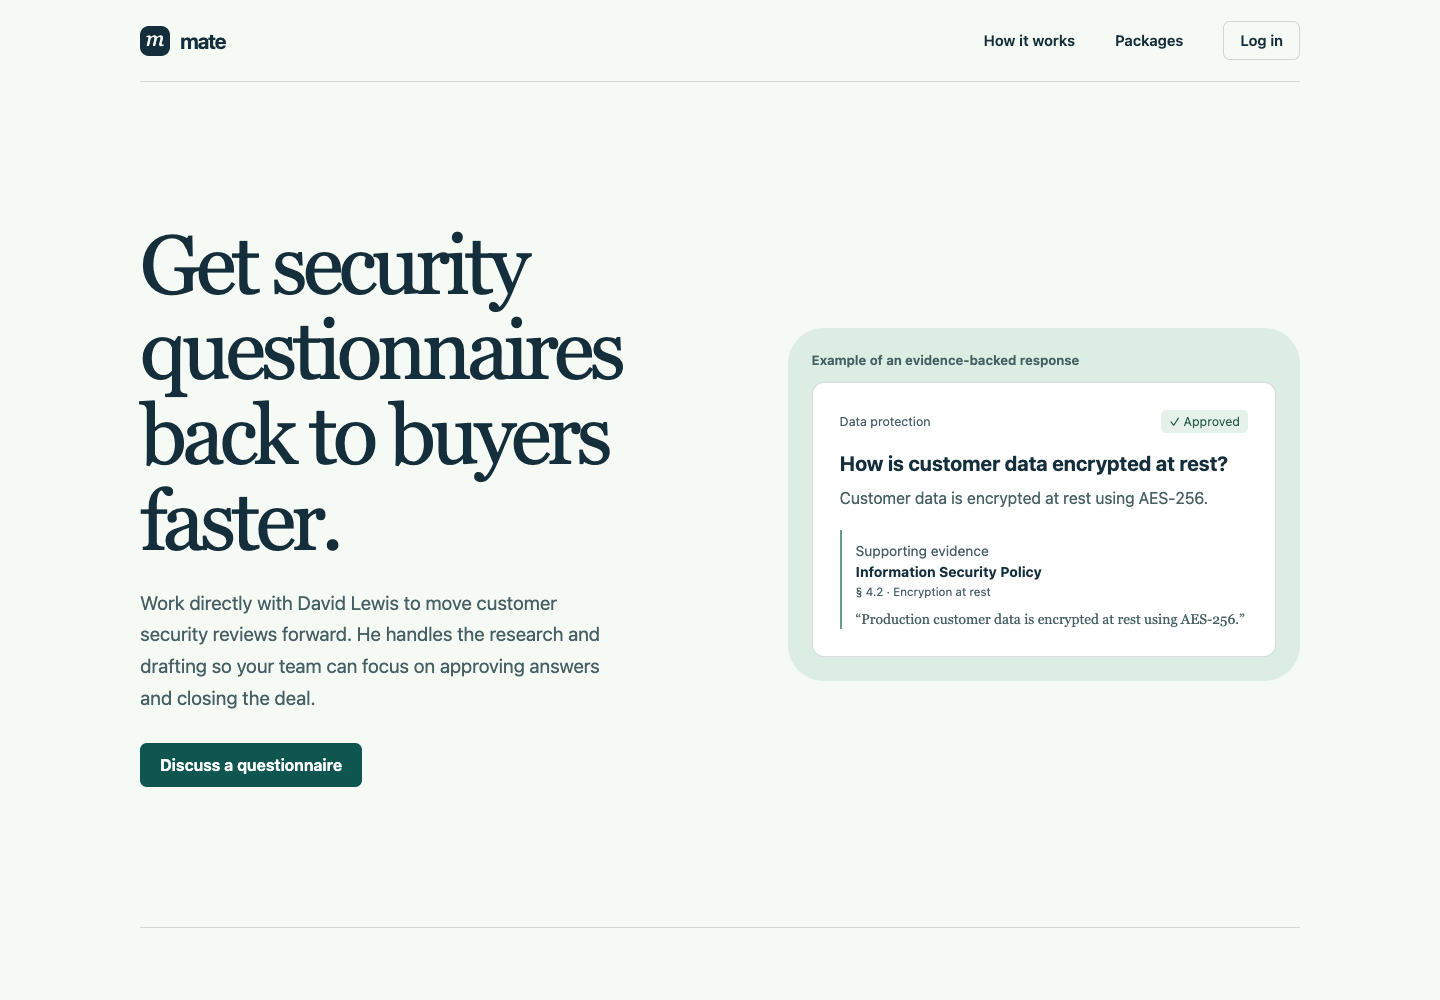 m mate
How it works
Packages
Log in
Get security
questionnaires
back to buyers
faster.
Work directly with David Lewis to move customer
security reviews forward. He handles the research and
drafting so your team can focus on approving answers
and closing the deal.
Discuss a questionnaire
Example of an evidence-backed response
Data protection
✓ Approved
How is customer data encrypted at rest?
Customer data is encrypted at rest using AES-256.
Supporting evidence
Information Security Policy
§ 4.2 · Encryption at rest
“Production customer data is encrypted at rest using AES-256.”